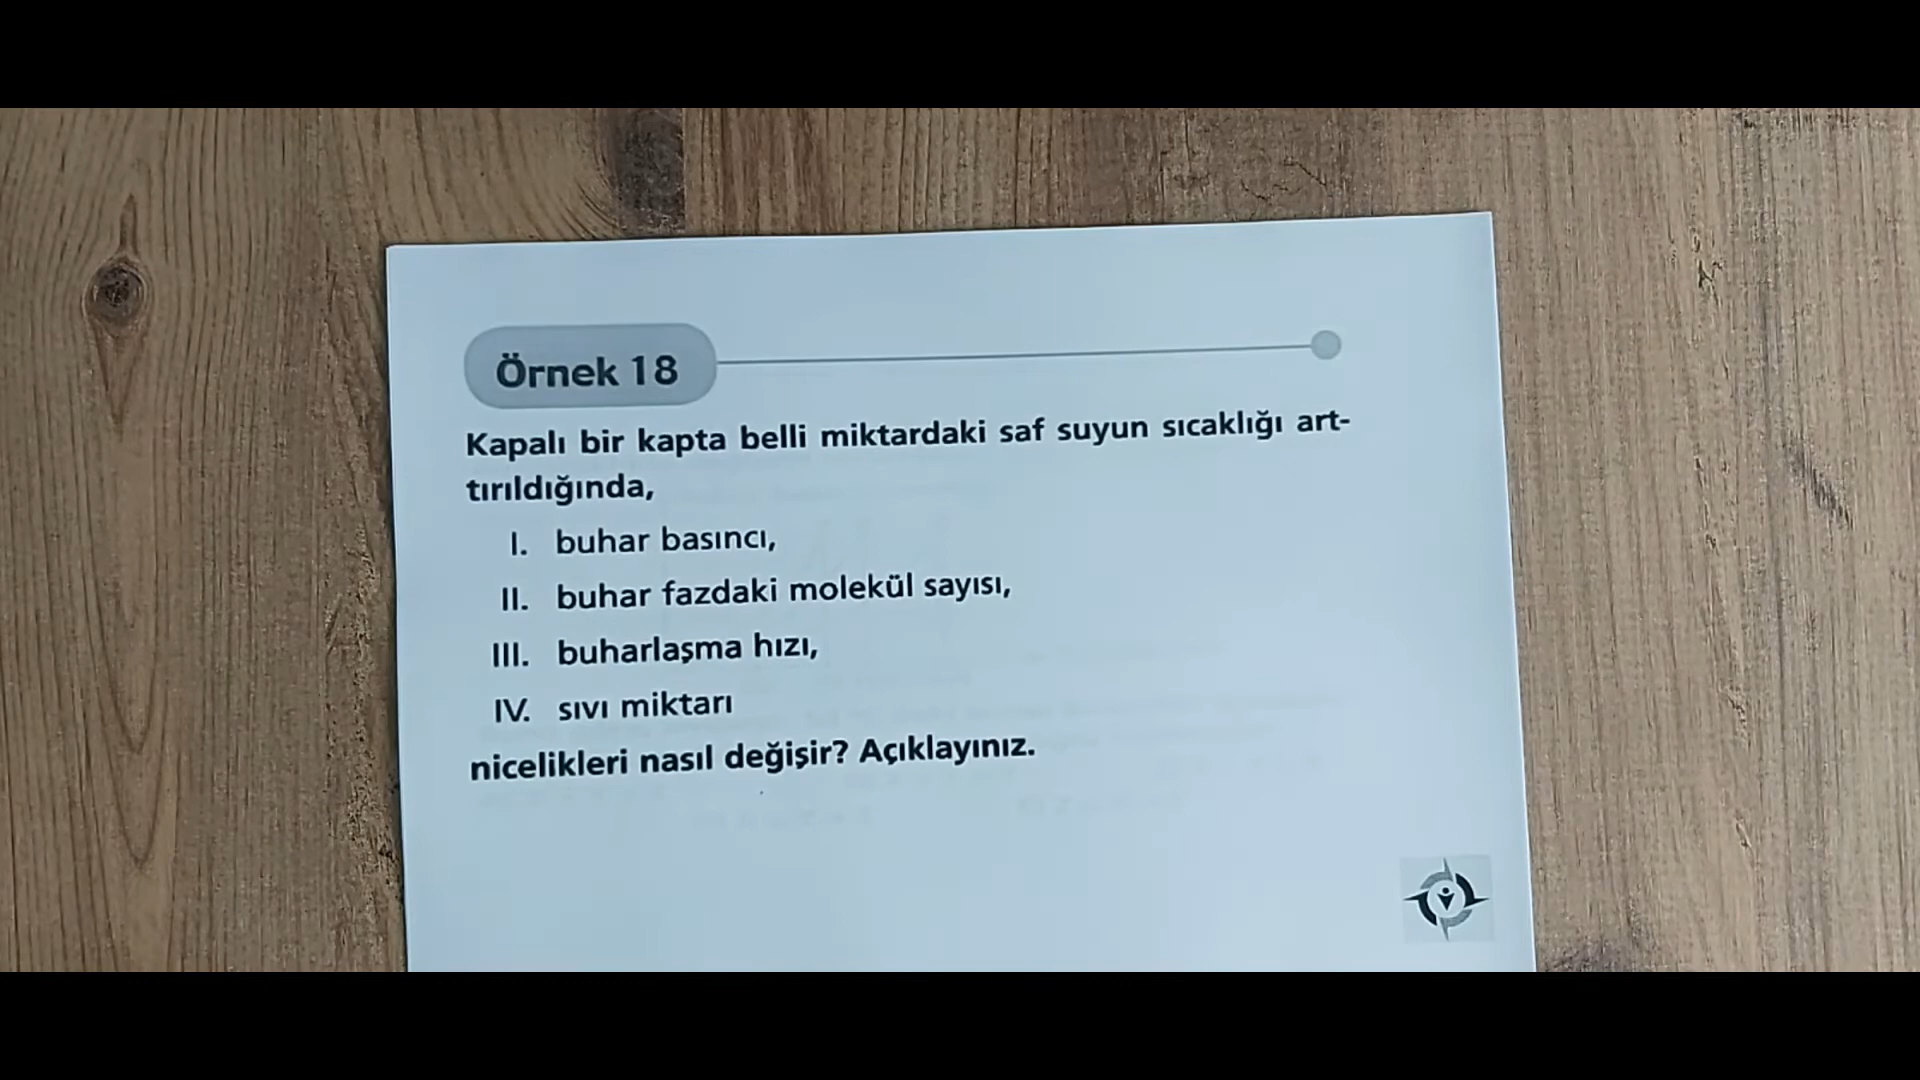 Örnek 18
Kapalı bir kapta belli miktardaki saf suyun sıcaklığı art-
tırıldığında,
I. buhar basıncı,
II. buhar fazdaki molekül sayısı,
III. buharlaşma hızı,
IV. sıvı miktarı
nicelikleri nasıl değişir? Açıklayınız.